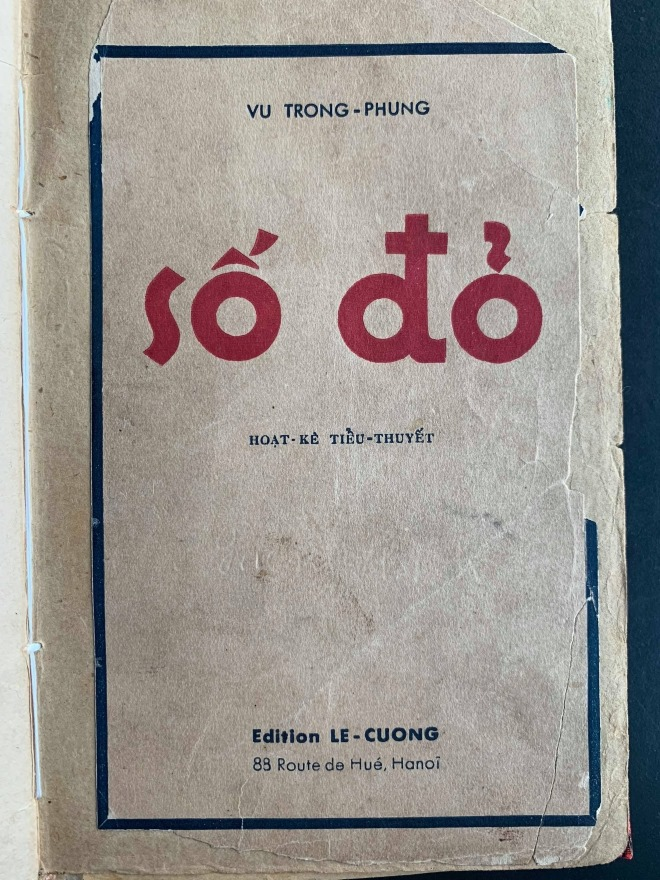 VU TRONG-PHUNG
số đỏ
HOẠT-KÊ TIỂU-THUYẾT
Edition LE-CUONG
88 Route de Hué, Hanoï